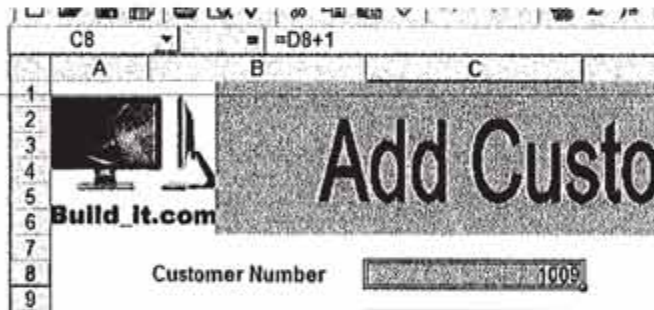 C8 = =D8+1
A B C
1
2
3
4
5
6
7
8
9
Add Custo
Build_it.com
Customer Number 1009